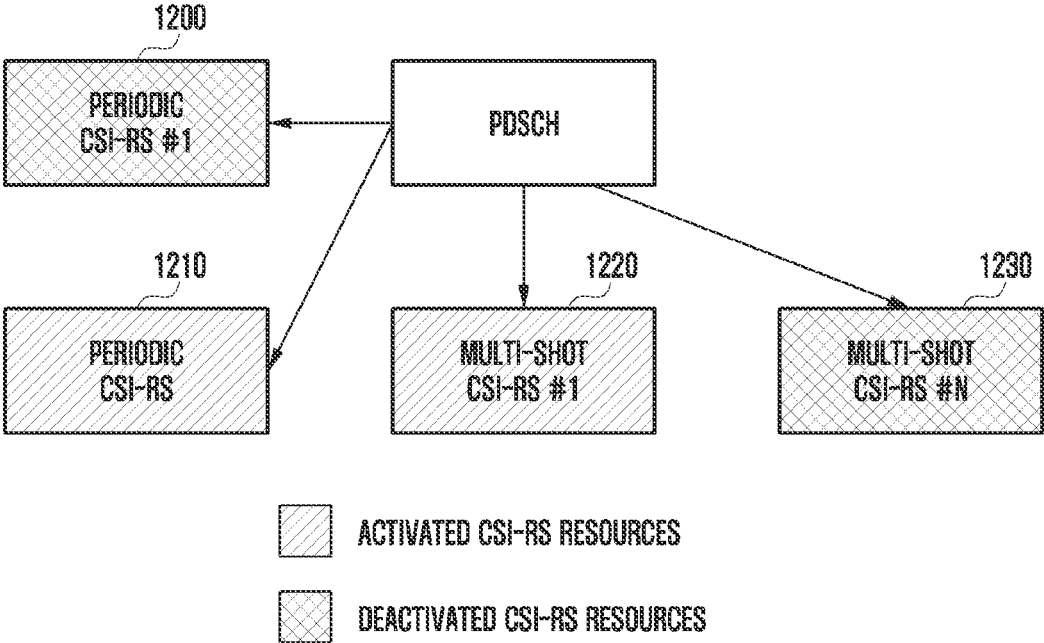 1200
PERIODIC
CSI-RS #1
PDSCH
1210
PERIODIC
CSI-RS
1220
MULTI-SHOT
CSI-RS #1
1230
MULTI-SHOT
CSI-RS #N
ACTIVATED CSI-RS RESOURCES
DEACTIVATED CSI-RS RESOURCES